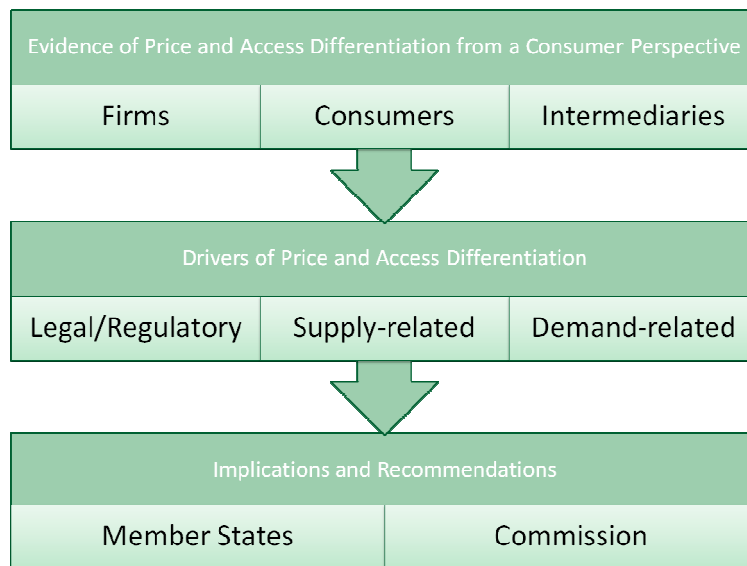 Evidence of Price and Access Differentiation from a Consumer Perspective
Firms Consumers Intermediaries
Drivers of Price and Access Differentiation
Legal/Regulatory Supply-related Demand-related
Implications and Recommendations
Member States Commission